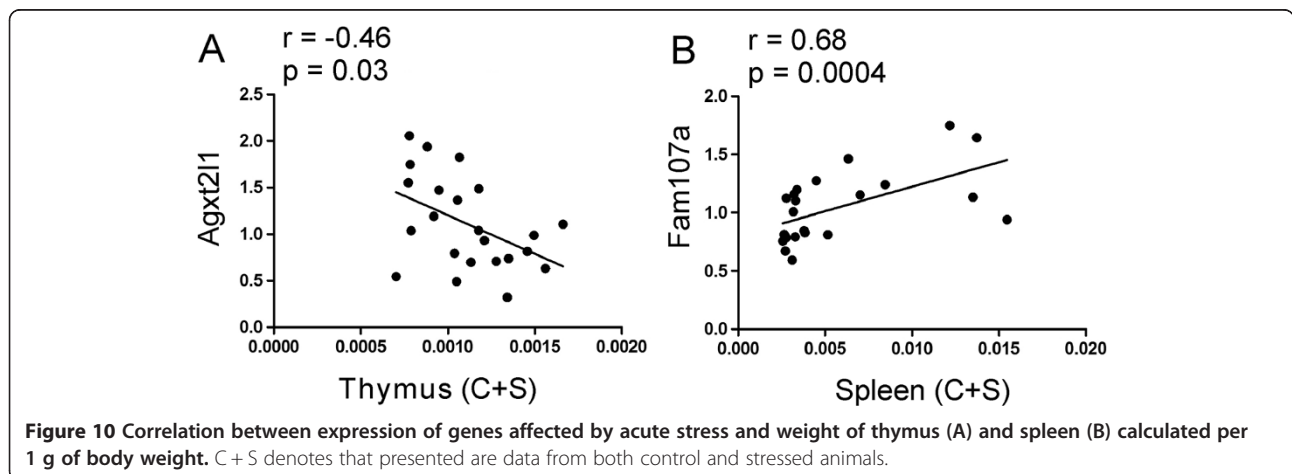 A
r = -0.46
p = 0.03
2.5
2.0
1.5
1.0
0.5
0.0
Agxt2l1
0.0000 0.0005 0.0010 0.0015 0.0020
Thymus (C+S)
B
r = 0.68
p = 0.0004
2.0
1.5
1.0
0.5
0.0
Fam107a
0.000 0.005 0.010 0.015 0.020
Spleen (C+S)
Figure 10 Correlation between expression of genes affected by acute stress and weight of thymus (A) and spleen (B) calculated per
1 g of body weight. C + S denotes that presented are data from both control and stressed animals.